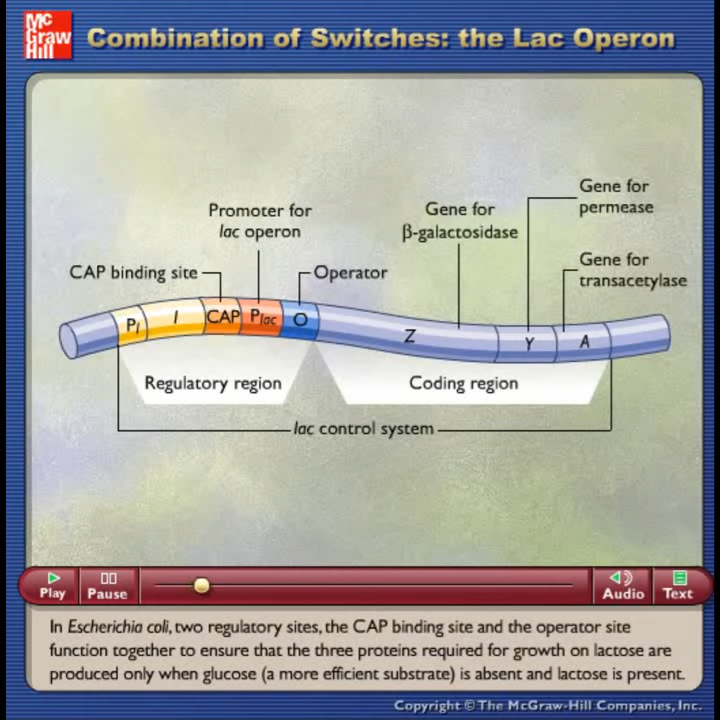 Mc
Graw
Hill
Combination of Switches: the Lac Operon
Gene for
permease
Promoter for
lac operon
Gene for
β-galactosidase
Gene for
transacetylase
CAP binding site
Operator
PI I CAP Plac O Z Y A
Regulatory region
Coding region
lac control system
Play
Pause
Audio
Text
In Escherichia coli, two regulatory sites, the CAP binding site and the operator site
function together to ensure that the three proteins required for growth on lactose are
produced only when glucose (a more efficient substrate) is absent and lactose is present.
Copyright © The McGraw-Hill Companies, Inc.